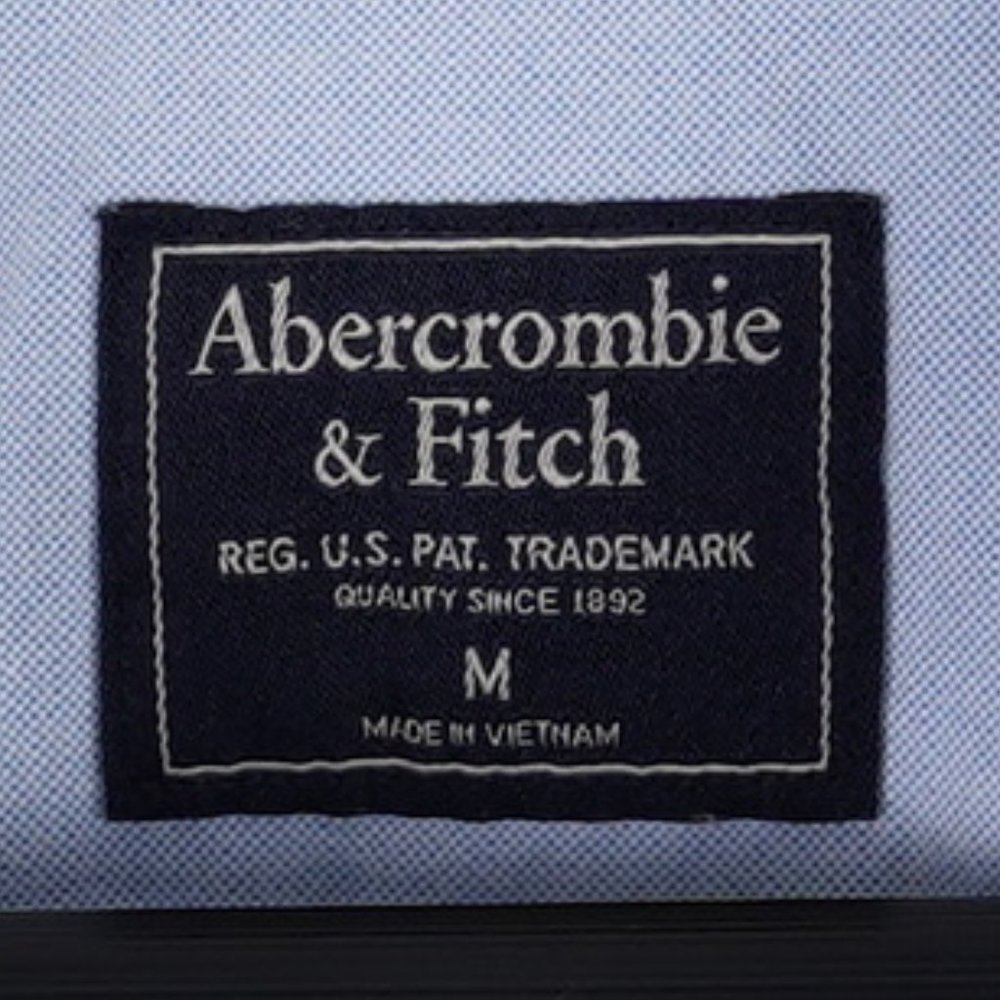 Abercrombie
& Fitch
REG. U.S. PAT. TRADEMARK
QUALITY SINCE 1892
M
MADE IN VIETNAM